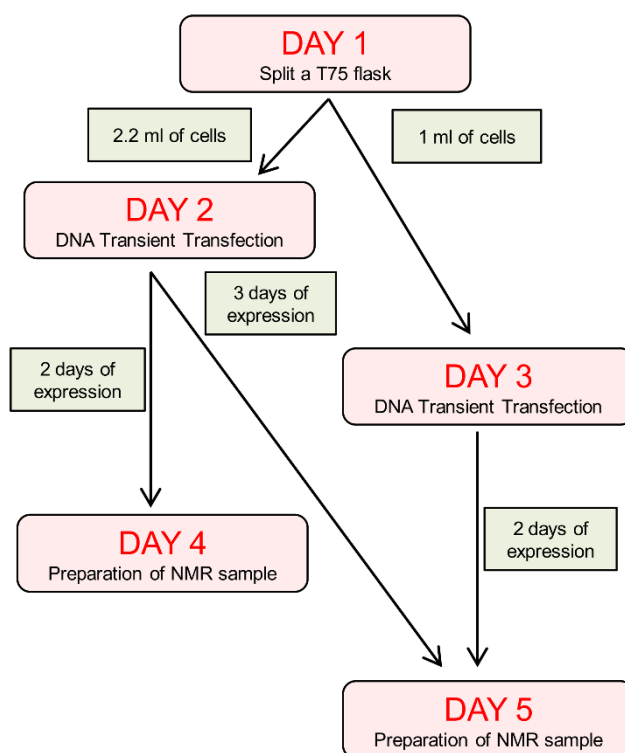 DAY 1
Split a T75 flask
2.2 ml of cells
1 ml of cells
DAY 2
DNA Transient Transfection
3 days of
expression
2 days of
expression
DAY 3
DNA Transient Transfection
DAY 4
Preparation of NMR sample
2 days of
expression
DAY 5
Preparation of NMR sample